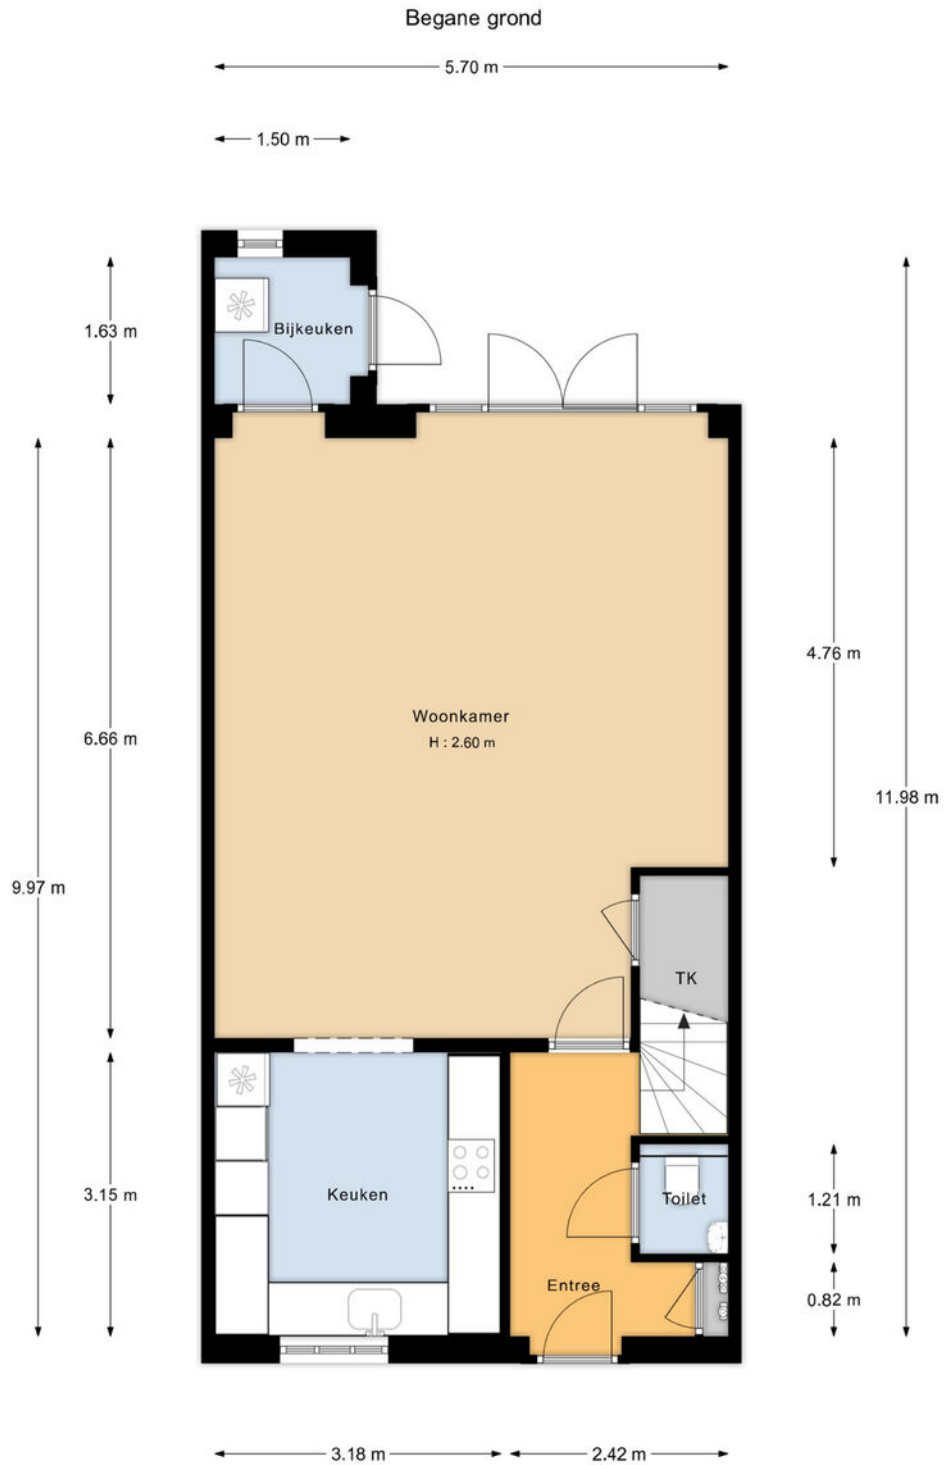 Begane grond
5.70 m
1.50 m
Bijkeuken
1.63 m
4.76 m
Woonkamer
H : 2.60 m
6.66 m
11.98 m
9.97 m
TK
Keuken
3.15 m
Toilet
1.21 m
Entree
0.82 m
3.18 m
2.42 m